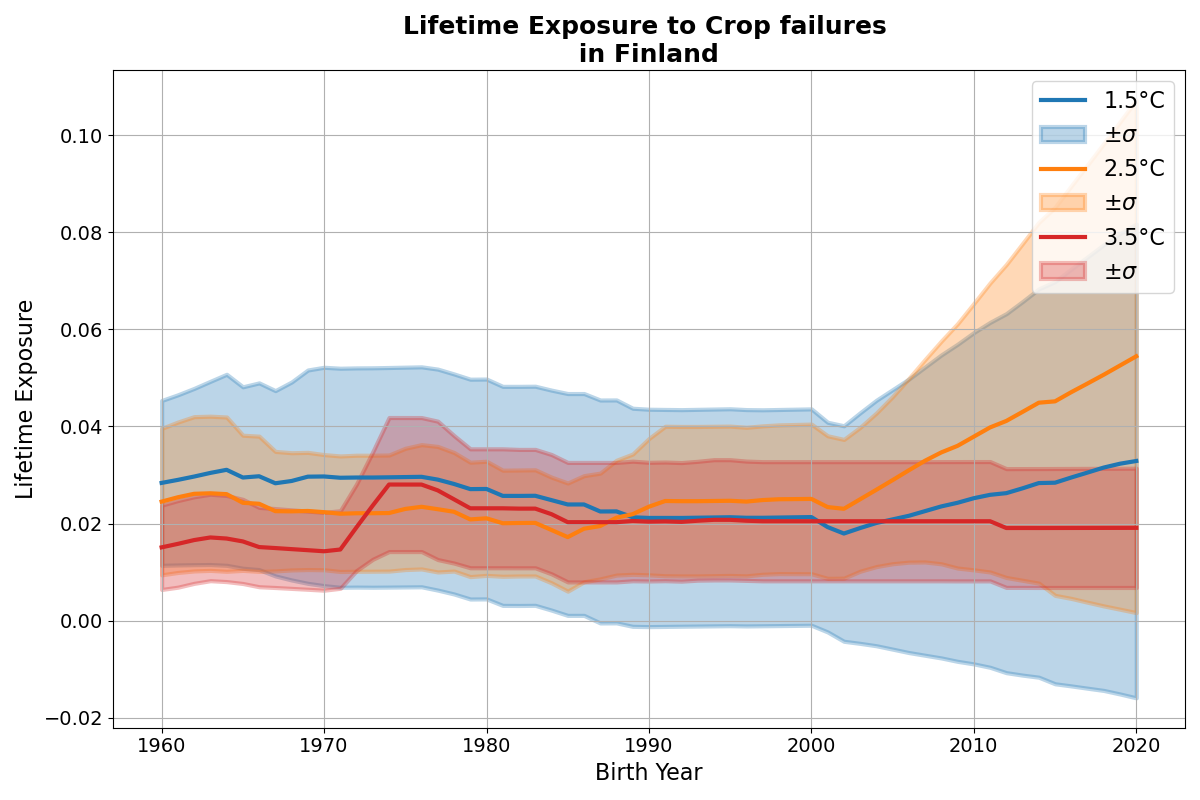 Lifetime Exposure to Crop failures
in Finland
Lifetime Exposure
0.10
0.08
0.06
0.04
0.02
0.00
−0.02
1960
1970
1980
1990
2000
2010
2020
Birth Year
1.5°C
±σ
2.5°C
±σ
3.5°C
±σ